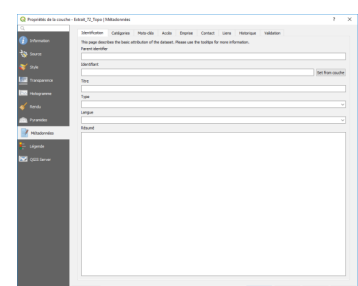 Propriétés de la couche - Extrait_TJ_Topo | Métadonnées
Identification Catégories Mots-clés Accès Emprise Contact Liens Historique Validation
Information
This page describes the basic attribution of the dataset. Please use the tooltips for more information.
Parent identifier
Source
Identifiant
Style
Set from couche
Transparence
Titre
Histogramme
Type
Rendu
Langue
Pyramides
Résumé
Métadonnées
Légende
QGIS Server